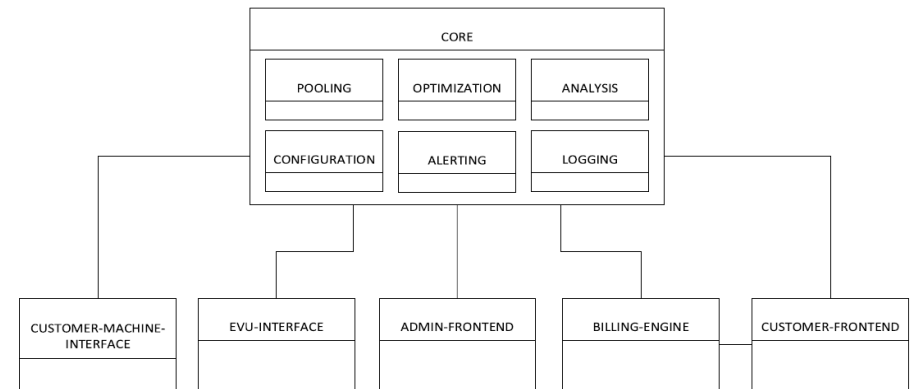 CORE
POOLING
OPTIMIZATION
ANALYSIS
CONFIGURATION
ALERTING
LOGGING
CUSTOMER-MACHINE-
INTERFACE
EVU-INTERFACE
ADMIN-FRONTEND
BILLING-ENGINE
CUSTOMER-FRONTEND